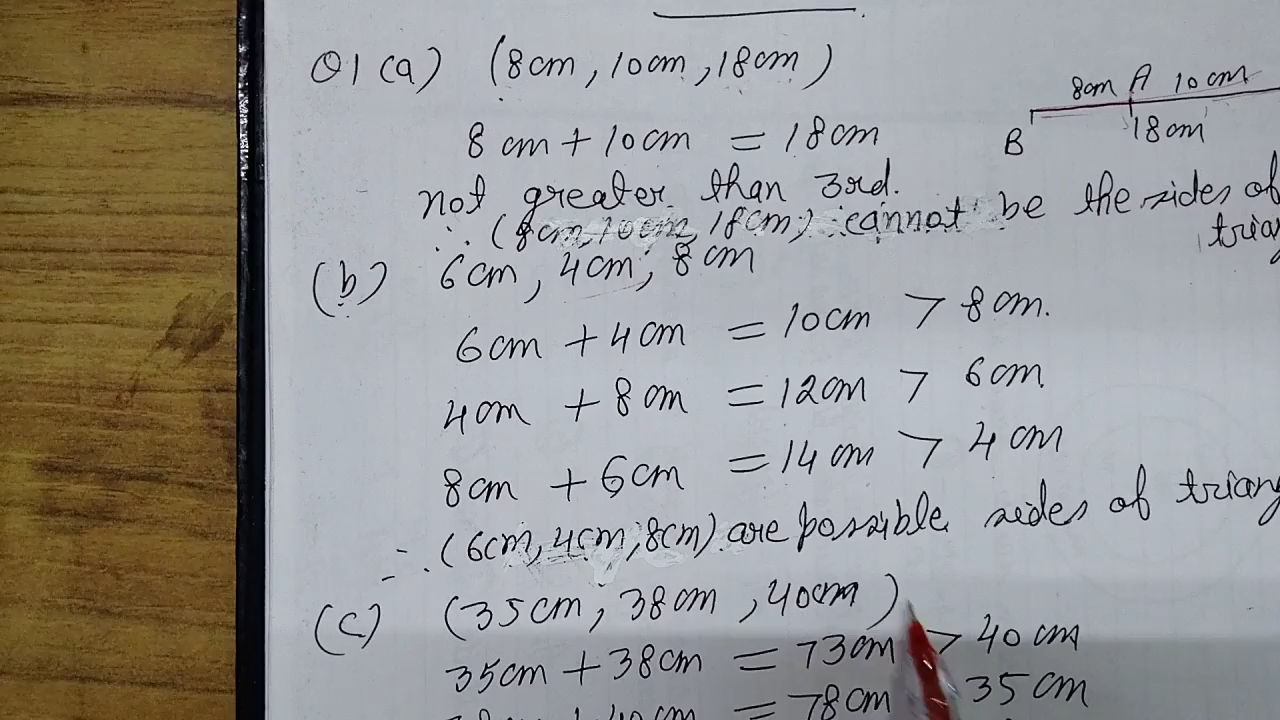 Q1 (a) (8cm, 10cm, 18cm)
8cm A 10cm
B 18cm
8 cm + 10cm = 18cm
not greater than 3rd.
∴ (8cm, 10cm, 18cm) cannot be the sides of
(b) 6cm, 4cm, 8cm
6cm + 4cm = 10cm > 8cm.
4cm + 8cm = 12cm > 6cm.
8cm + 6cm = 14cm > 4cm
∴ (6cm, 4cm, 8cm) are possible sides of
(c) (35cm, 38cm, 40cm)
35cm + 38cm = 73cm > 40cm
= 78cm 35cm